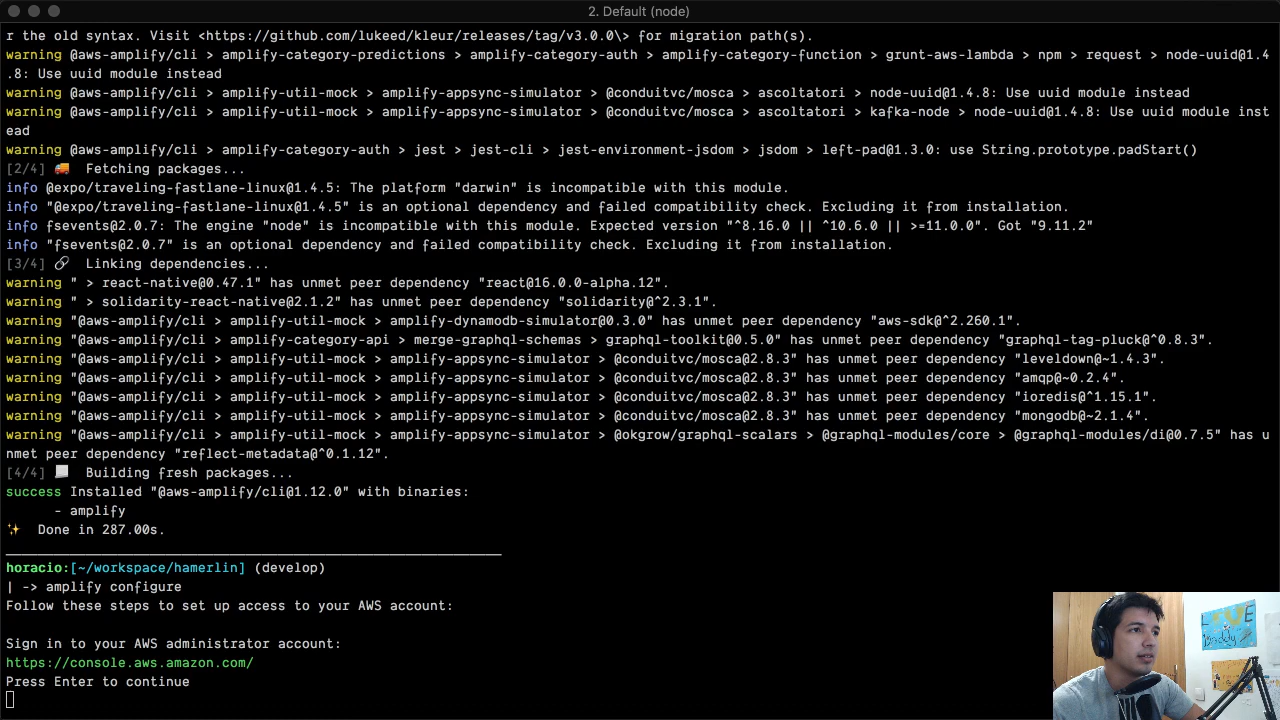 2. Default (node)
r the old syntax. Visit <https://github.com/lukeed/kleur/releases/tag/v3.0.0\> for migration path(s).
warning @aws-amplify/cli > amplify-category-predictions > amplify-category-auth > amplify-category-function > grunt-aws-lambda > npm > request > node-uuid@1.4
.8: Use uuid module instead
warning @aws-amplify/cli > amplify-util-mock > amplify-appsync-simulator > @conduitvc/mosca > ascoltatori > node-uuid@1.4.8: Use uuid module instead
warning @aws-amplify/cli > amplify-util-mock > amplify-appsync-simulator > @conduitvc/mosca > ascoltatori > kafka-node > node-uuid@1.4.8: Use uuid module inst
ead
warning @aws-amplify/cli > amplify-category-auth > jest > jest-cli > jest-environment-jsdom > jsdom > left-pad@1.3.0: use String.prototype.padStart()
[2/4] 🚚 Fetching packages...
info @expo/traveling-fastlane-linux@1.4.5: The platform "darwin" is incompatible with this module.
info "@expo/traveling-fastlane-linux@1.4.5" is an optional dependency and failed compatibility check. Excluding it from installation.
info fsevents@2.0.7: The engine "node" is incompatible with this module. Expected version "^8.16.0 || ^10.6.0 || >=11.0.0". Got "9.11.2"
info "fsevents@2.0.7" is an optional dependency and failed compatibility check. Excluding it from installation.
[3/4] 🔗 Linking dependencies...
warning " > react-native@0.47.1" has unmet peer dependency "react@16.0.0-alpha.12".
warning " > solidarity-react-native@2.1.2" has unmet peer dependency "solidarity@^2.3.1".
warning "@aws-amplify/cli > amplify-util-mock > amplify-dynamodb-simulator@0.3.0" has unmet peer dependency "aws-sdk@^2.260.1".
warning "@aws-amplify/cli > amplify-category-api > merge-graphql-schemas > graphql-toolkit@0.5.0" has unmet peer dependency "graphql-tag-pluck@^0.8.3".
warning "@aws-amplify/cli > amplify-util-mock > amplify-appsync-simulator > @conduitvc/mosca@2.8.3" has unmet peer dependency "leveldown@~1.4.3".
warning "@aws-amplify/cli > amplify-util-mock > amplify-appsync-simulator > @conduitvc/mosca@2.8.3" has unmet peer dependency "amqp@~0.2.4".
warning "@aws-amplify/cli > amplify-util-mock > amplify-appsync-simulator > @conduitvc/mosca@2.8.3" has unmet peer dependency "ioredis@^1.15.1".
warning "@aws-amplify/cli > amplify-util-mock > amplify-appsync-simulator > @conduitvc/mosca@2.8.3" has unmet peer dependency "mongodb@~2.1.4".
warning "@aws-amplify/cli > amplify-util-mock > amplify-appsync-simulator > @okgrow/graphql-scalars > @graphql-modules/core > @graphql-modules/di@0.7.5" has u
nmet peer dependency "reflect-metadata@^0.1.12".
[4/4] 📃 Building fresh packages...
success Installed "@aws-amplify/cli@1.12.0" with binaries:
- amplify
✨ Done in 287.00s.
horacio:[~/workspace/hamerlin] (develop)
| -> amplify configure
Follow these steps to set up access to your AWS account:
Sign in to your AWS administrator account:
https://console.aws.amazon.com/
Press Enter to continue